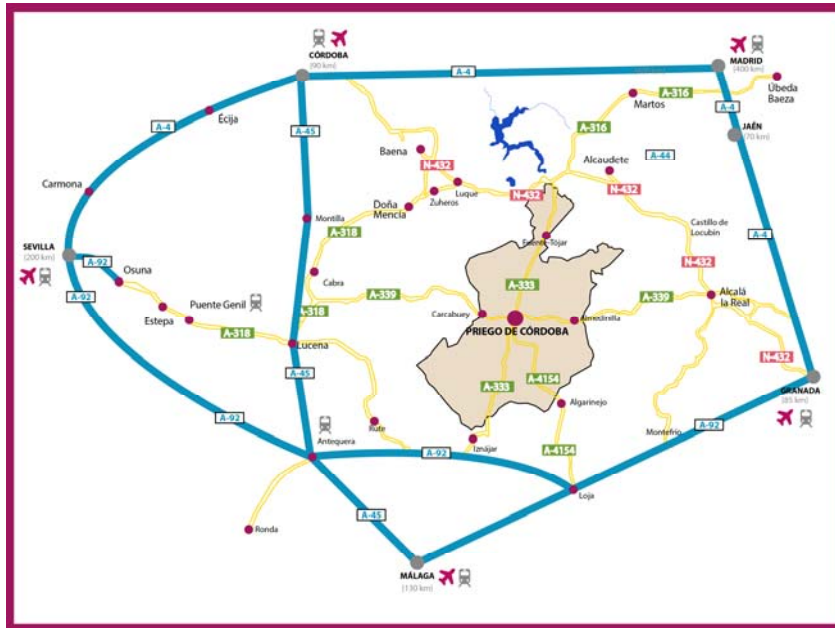 CÓRDOBA
(90 km)
MADRID
(400 km)
A-4
A-316
Úbeda
Baeza
Martos
A-4
Écija
A-4
A-45
A-316
JAÉN
(70 km)
Baena
N-432
Alcaudete
A-44
Carmona
Luque
N-432
N-432
Zuheros
Doña
Mencía
Montilla
Castillo de
Locubín
A-318
A-4
Fuente-Tójar
SEVILLA
(200 km)
A-92
Osuna
N-432
Cabra
A-333
A-92
Puente Genil
A-339
A-339
Alcalá
la Real
Estepa
A-318
Carcabuey
Almedinilla
A-318
PRIEGO DE CÓRDOBA
Lucena
N-432
A-45
A-333
A-4154
GRANADA
(85 km)
Algarinejo
A-92
A-92
Rute
Montefrío
Antequera
A-92
Iznájar
A-4154
Loja
A-45
Ronda
MÁLAGA
(130 km)